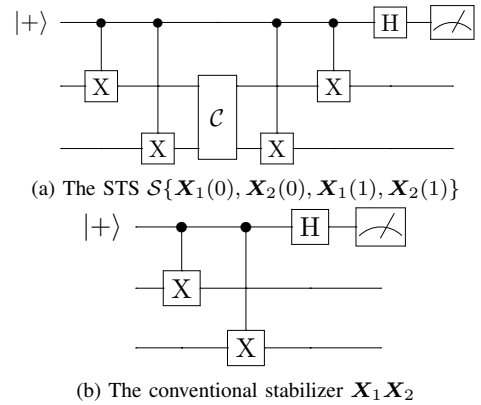 |+⟩ H
X X
C
X X
(a) The STS S{X₁(0), X₂(0), X₁(1), X₂(1)}
|+⟩ H
X
X
(b) The conventional stabilizer X₁X₂